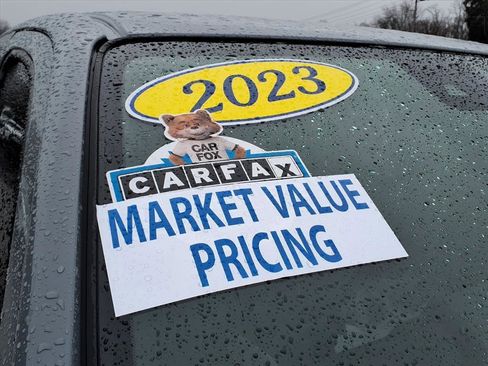 2023
CAR
FOX
CARFAX
MARKET VALUE
PRICING